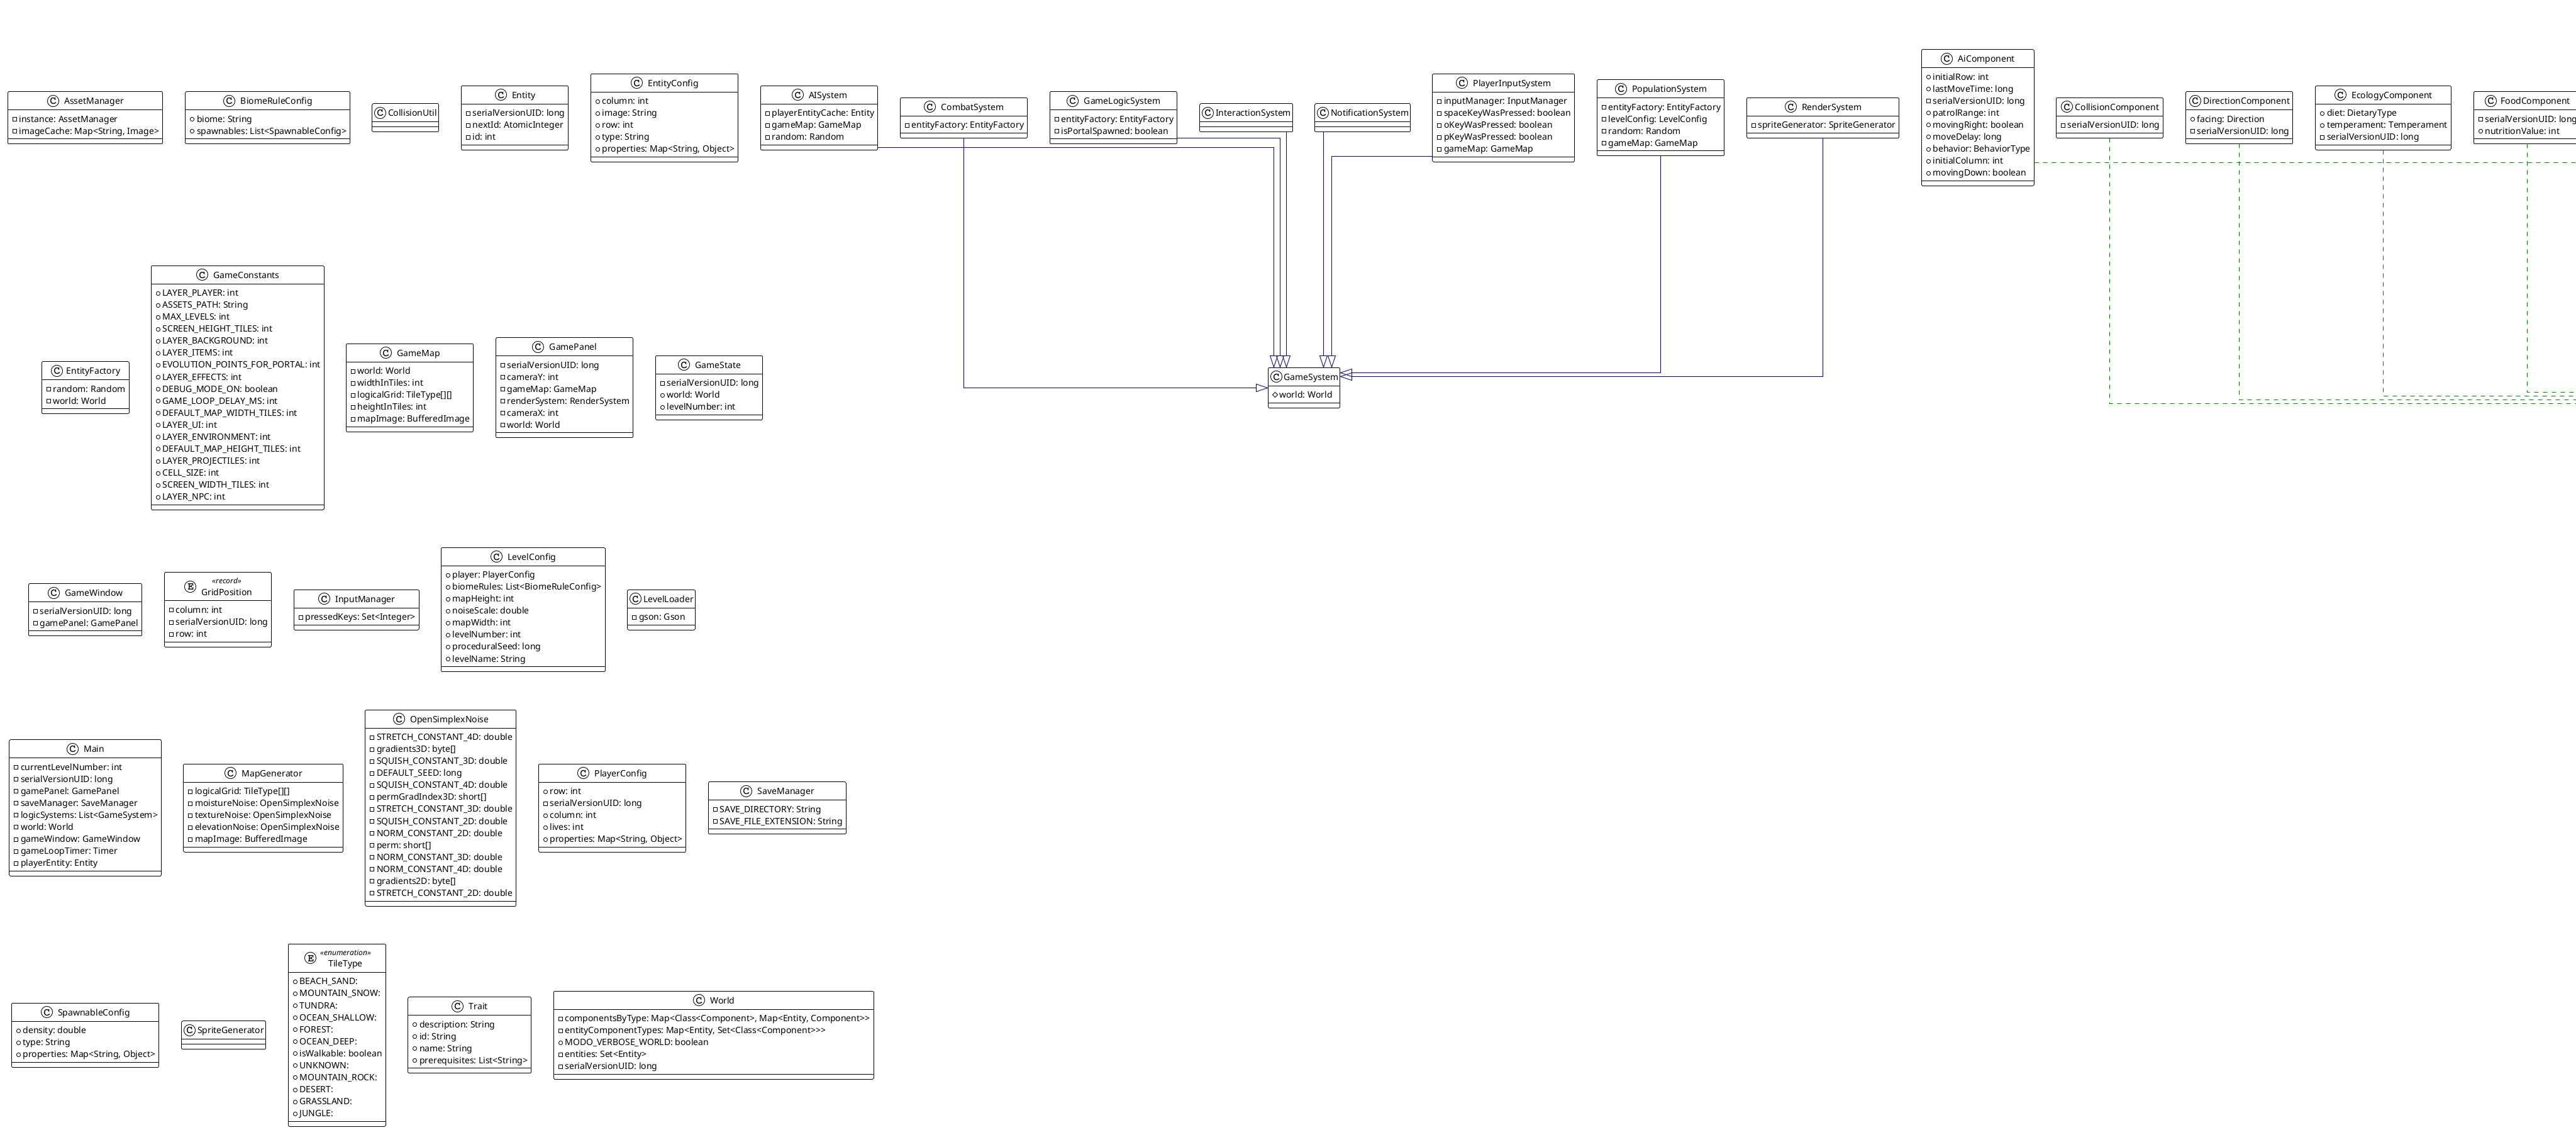 AssetManager
instance: AssetManager
imageCache: Map<String, Image>
BiomeRuleConfig
biome: String
spawnables: List<SpawnableConfig>
CollisionUtil
Entity
serialVersionUID: long
nextId: AtomicInteger
id: int
EntityConfig
column: int
image: String
row: int
type: String
properties: Map<String, Object>
AISystem
playerEntityCache: Entity
gameMap: GameMap
random: Random
CombatSystem
entityFactory: EntityFactory
GameLogicSystem
entityFactory: EntityFactory
isPortalSpawned: boolean
InteractionSystem
NotificationSystem
PlayerInputSystem
inputManager: InputManager
spaceKeyWasPressed: boolean
oKeyWasPressed: boolean
pKeyWasPressed: boolean
gameMap: GameMap
PopulationSystem
entityFactory: EntityFactory
levelConfig: LevelConfig
random: Random
gameMap: GameMap
RenderSystem
spriteGenerator: SpriteGenerator
AiComponent
initialRow: int
lastMoveTime: long
serialVersionUID: long
patrolRange: int
movingRight: boolean
moveDelay: long
behavior: BehaviorType
initialColumn: int
movingDown: boolean
CollisionComponent
serialVersionUID: long
DirectionComponent
facing: Direction
serialVersionUID: long
EcologyComponent
diet: DietaryType
temperament: Temperament
serialVersionUID: long
FoodComponent
serialVersionUID: long
nutritionValue: int
EntityFactory
random: Random
world: World
GameConstants
LAYER_PLAYER: int
ASSETS_PATH: String
MAX_LEVELS: int
SCREEN_HEIGHT_TILES: int
LAYER_BACKGROUND: int
LAYER_ITEMS: int
EVOLUTION_POINTS_FOR_PORTAL: int
LAYER_EFFECTS: int
DEBUG_MODE_ON: boolean
GAME_LOOP_DELAY_MS: int
DEFAULT_MAP_WIDTH_TILES: int
LAYER_UI: int
LAYER_ENVIRONMENT: int
DEFAULT_MAP_HEIGHT_TILES: int
LAYER_PROJECTILES: int
CELL_SIZE: int
SCREEN_WIDTH_TILES: int
LAYER_NPC: int
GameMap
world: World
widthInTiles: int
logicalGrid: TileType[][]
heightInTiles: int
mapImage: BufferedImage
GamePanel
serialVersionUID: long
cameraY: int
gameMap: GameMap
renderSystem: RenderSystem
cameraX: int
world: World
GameState
serialVersionUID: long
world: World
levelNumber: int
GameSystem
world: World
GameWindow
serialVersionUID: long
gamePanel: GamePanel
«record»
GridPosition
column: int
serialVersionUID: long
row: int
InputManager
pressedKeys: Set<Integer>
LevelConfig
player: PlayerConfig
biomeRules: List<BiomeRuleConfig>
mapHeight: int
noiseScale: double
mapWidth: int
levelNumber: int
proceduralSeed: long
levelName: String
LevelLoader
gson: Gson
Main
currentLevelNumber: int
serialVersionUID: long
gamePanel: GamePanel
saveManager: SaveManager
logicSystems: List<GameSystem>
world: World
gameWindow: GameWindow
gameLoopTimer: Timer
playerEntity: Entity
MapGenerator
logicalGrid: TileType[][]
moistureNoise: OpenSimplexNoise
textureNoise: OpenSimplexNoise
elevationNoise: OpenSimplexNoise
mapImage: BufferedImage
OpenSimplexNoise
STRETCH_CONSTANT_4D: double
gradients3D: byte[]
SQUISH_CONSTANT_3D: double
DEFAULT_SEED: long
SQUISH_CONSTANT_4D: double
permGradIndex3D: short[]
STRETCH_CONSTANT_3D: double
SQUISH_CONSTANT_2D: double
NORM_CONSTANT_2D: double
perm: short[]
NORM_CONSTANT_3D: double
NORM_CONSTANT_4D: double
gradients2D: byte[]
STRETCH_CONSTANT_2D: double
PlayerConfig
row: int
serialVersionUID: long
column: int
lives: int
properties: Map<String, Object>
SaveManager
SAVE_DIRECTORY: String
SAVE_FILE_EXTENSION: String
SpawnableConfig
density: double
type: String
properties: Map<String, Object>
SpriteGenerator
«enumeration»
TileType
BEACH_SAND:
MOUNTAIN_SNOW:
TUNDRA:
OCEAN_SHALLOW:
FOREST:
OCEAN_DEEP:
isWalkable: boolean
UNKNOWN:
MOUNTAIN_ROCK:
DESERT:
GRASSLAND:
JUNGLE:
Trait
description: String
id: String
name: String
prerequisites: List<String>
World
componentsByType: Map<Class<Component>, Map<Entity, Component>>
entityComponentTypes: Map<Entity, Set<Class<Component>>>
MODO_VERBOSE_WORLD: boolean
entities: Set<Entity>
serialVersionUID: long